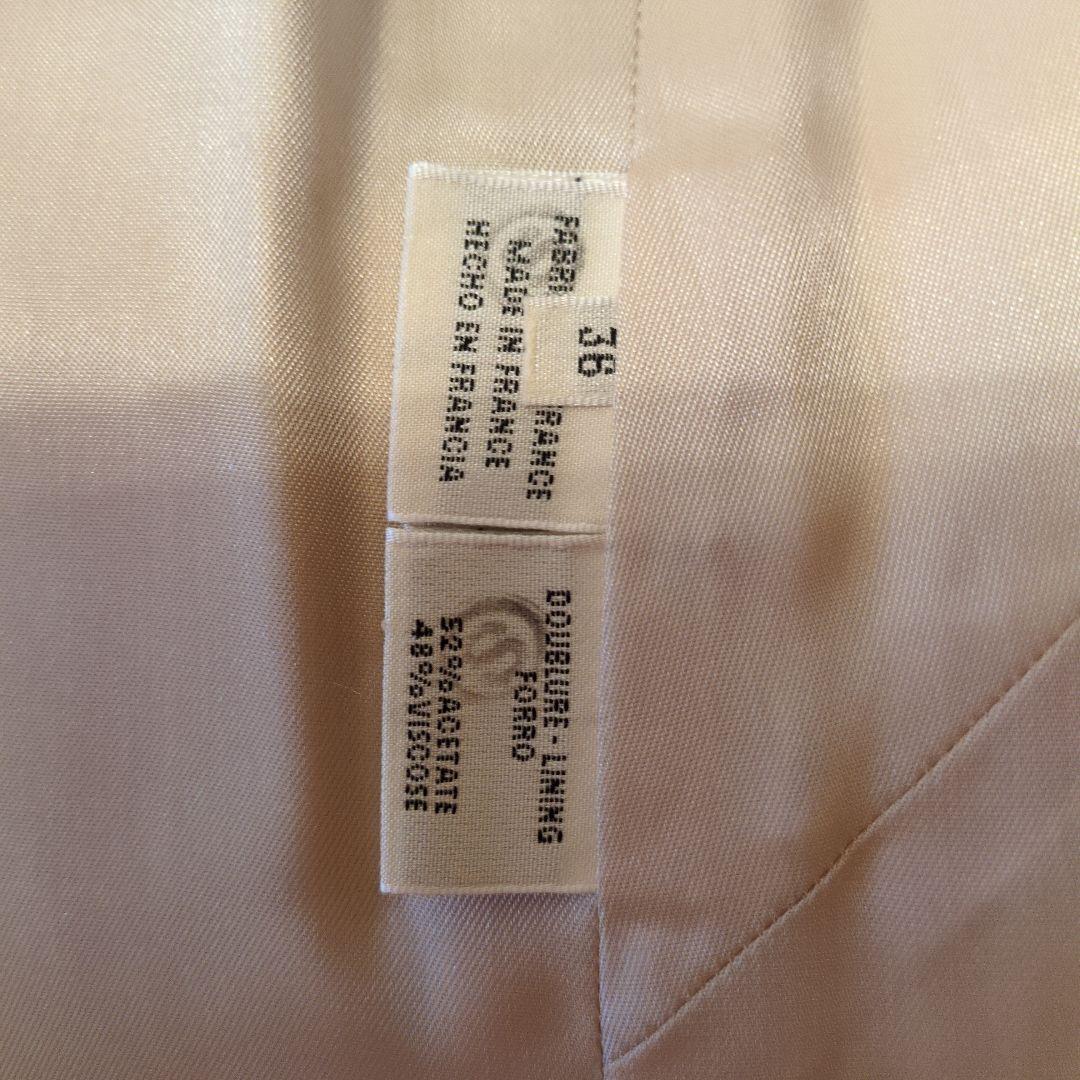 FABRI RANCE
MADE IN FRANCE
HECHO EN FRANCIA
36
DOUBLURE - LINING
FORRO
52% ACETATE
48% VISCOSE